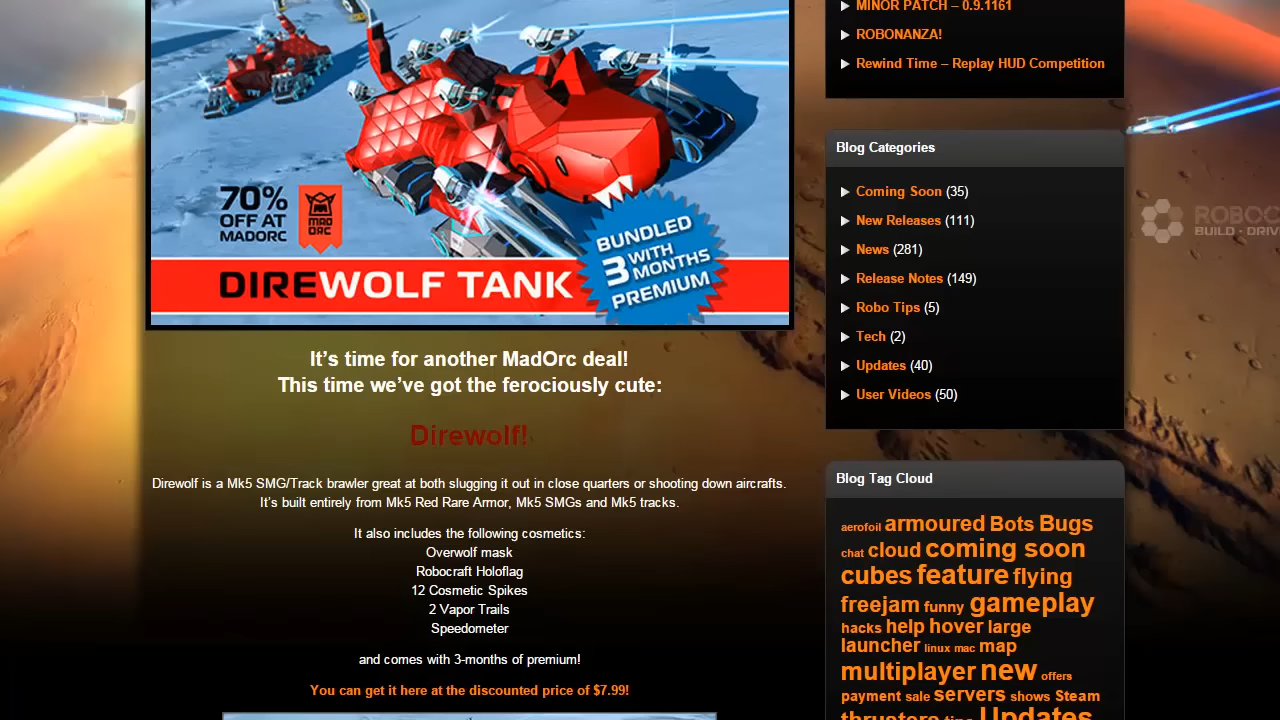 70%
OFF AT
MADORC
MAD
ORC
BUNDLED
WITH
3 MONTHS
PREMIUM
DIREWOLF TANK
It's time for another MadOrc deal!
This time we've got the ferociously cute:
Direwolf!
Direwolf is a Mk5 SMG/Track brawler great at both slugging it out in close quarters or shooting down aircrafts.
It's built entirely from Mk5 Red Rare Armor, Mk5 SMGs and Mk5 tracks.
It also includes the following cosmetics:
Overwolf mask
Robocraft Holoflag
12 Cosmetic Spikes
2 Vapor Trails
Speedometer
and comes with 3-months of premium!
You can get it here at the discounted price of $7.99!
MINOR PATCH – 0.9.1161
ROBONANZA!
Rewind Time – Replay HUD Competition
Blog Categories
Coming Soon (35)
New Releases (111)
News (281)
Release Notes (149)
Robo Tips (5)
Tech (2)
Updates (40)
User Videos (50)
Blog Tag Cloud
aerofoil armoured Bots Bugs
chat cloud coming soon
cubes feature flying
freejam funny gameplay
hacks help hover large
launcher linux mac map
multiplayer new offers
payment sale servers shows Steam
thrusters tips Updates
ROBOC
BUILD · DRIV